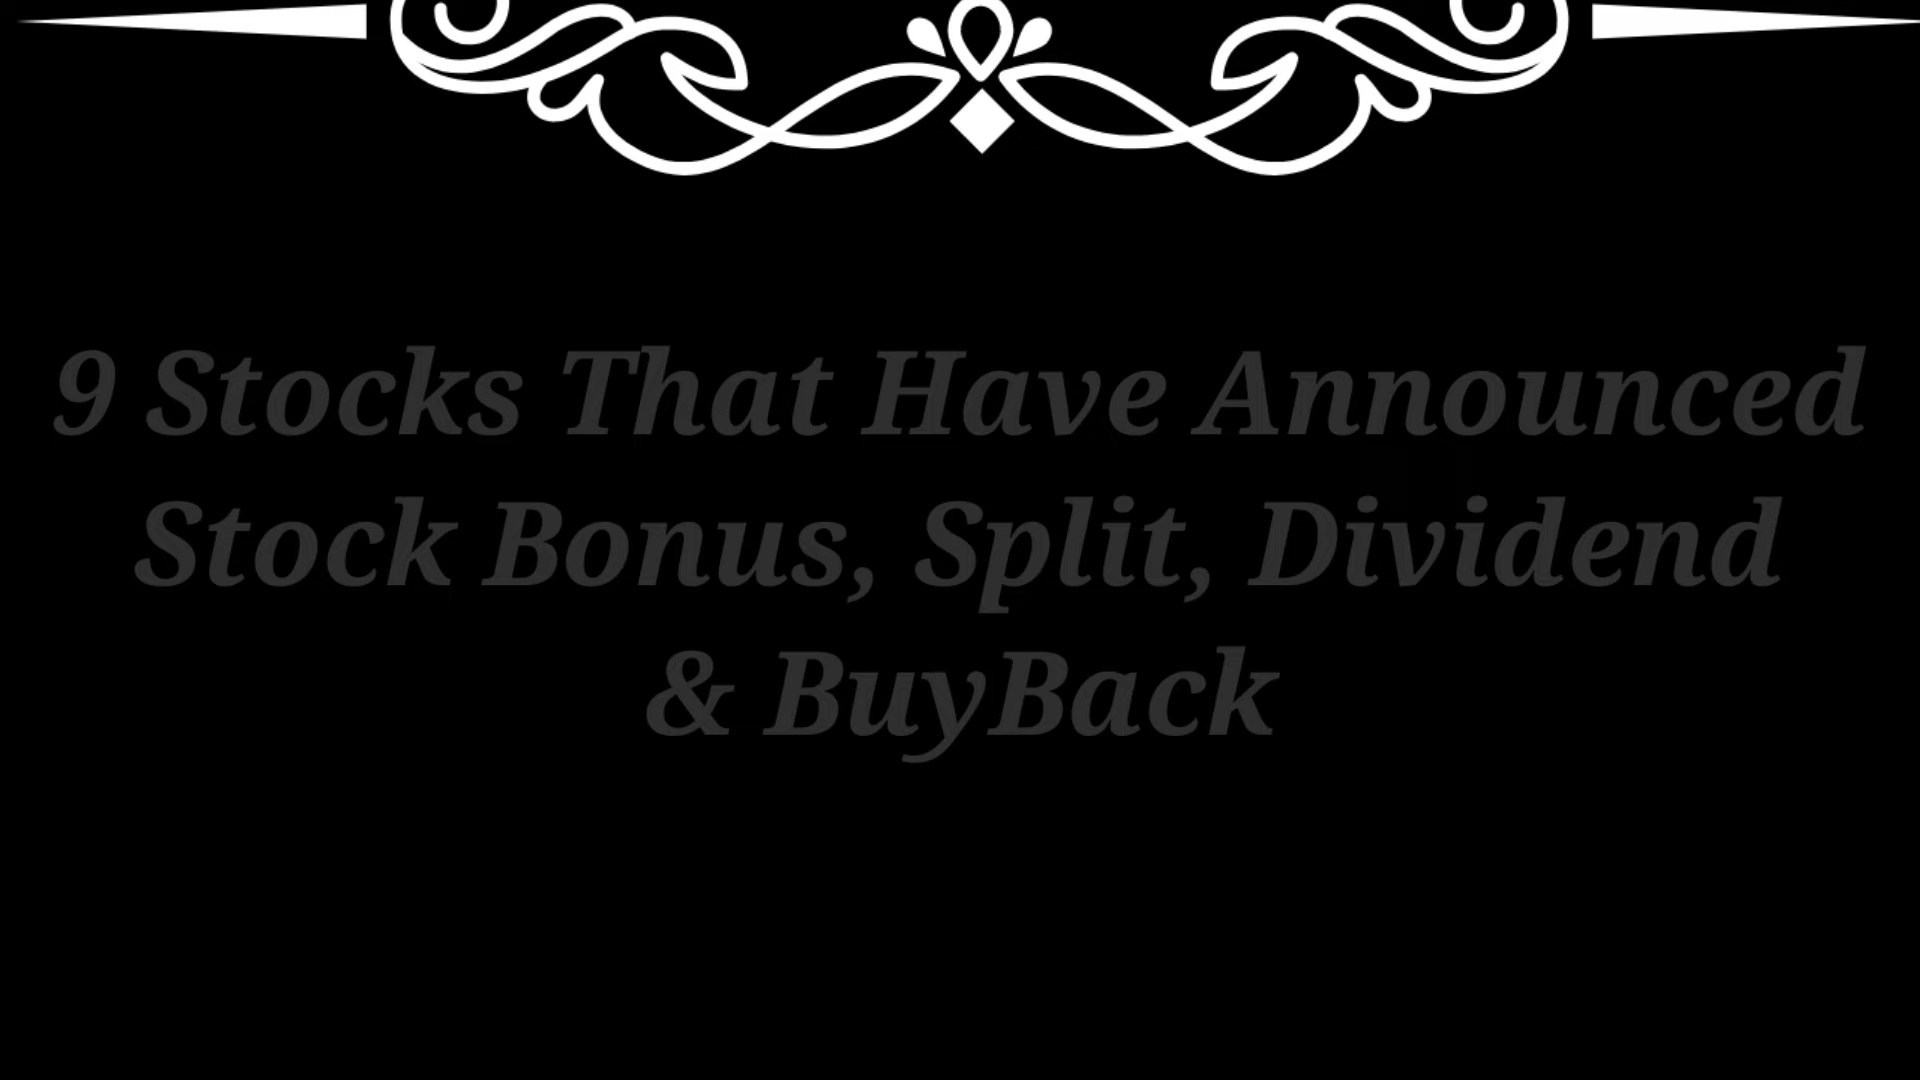 9 Stocks That Have Announced
Stock Bonus, Split, Dividend
& BuyBack